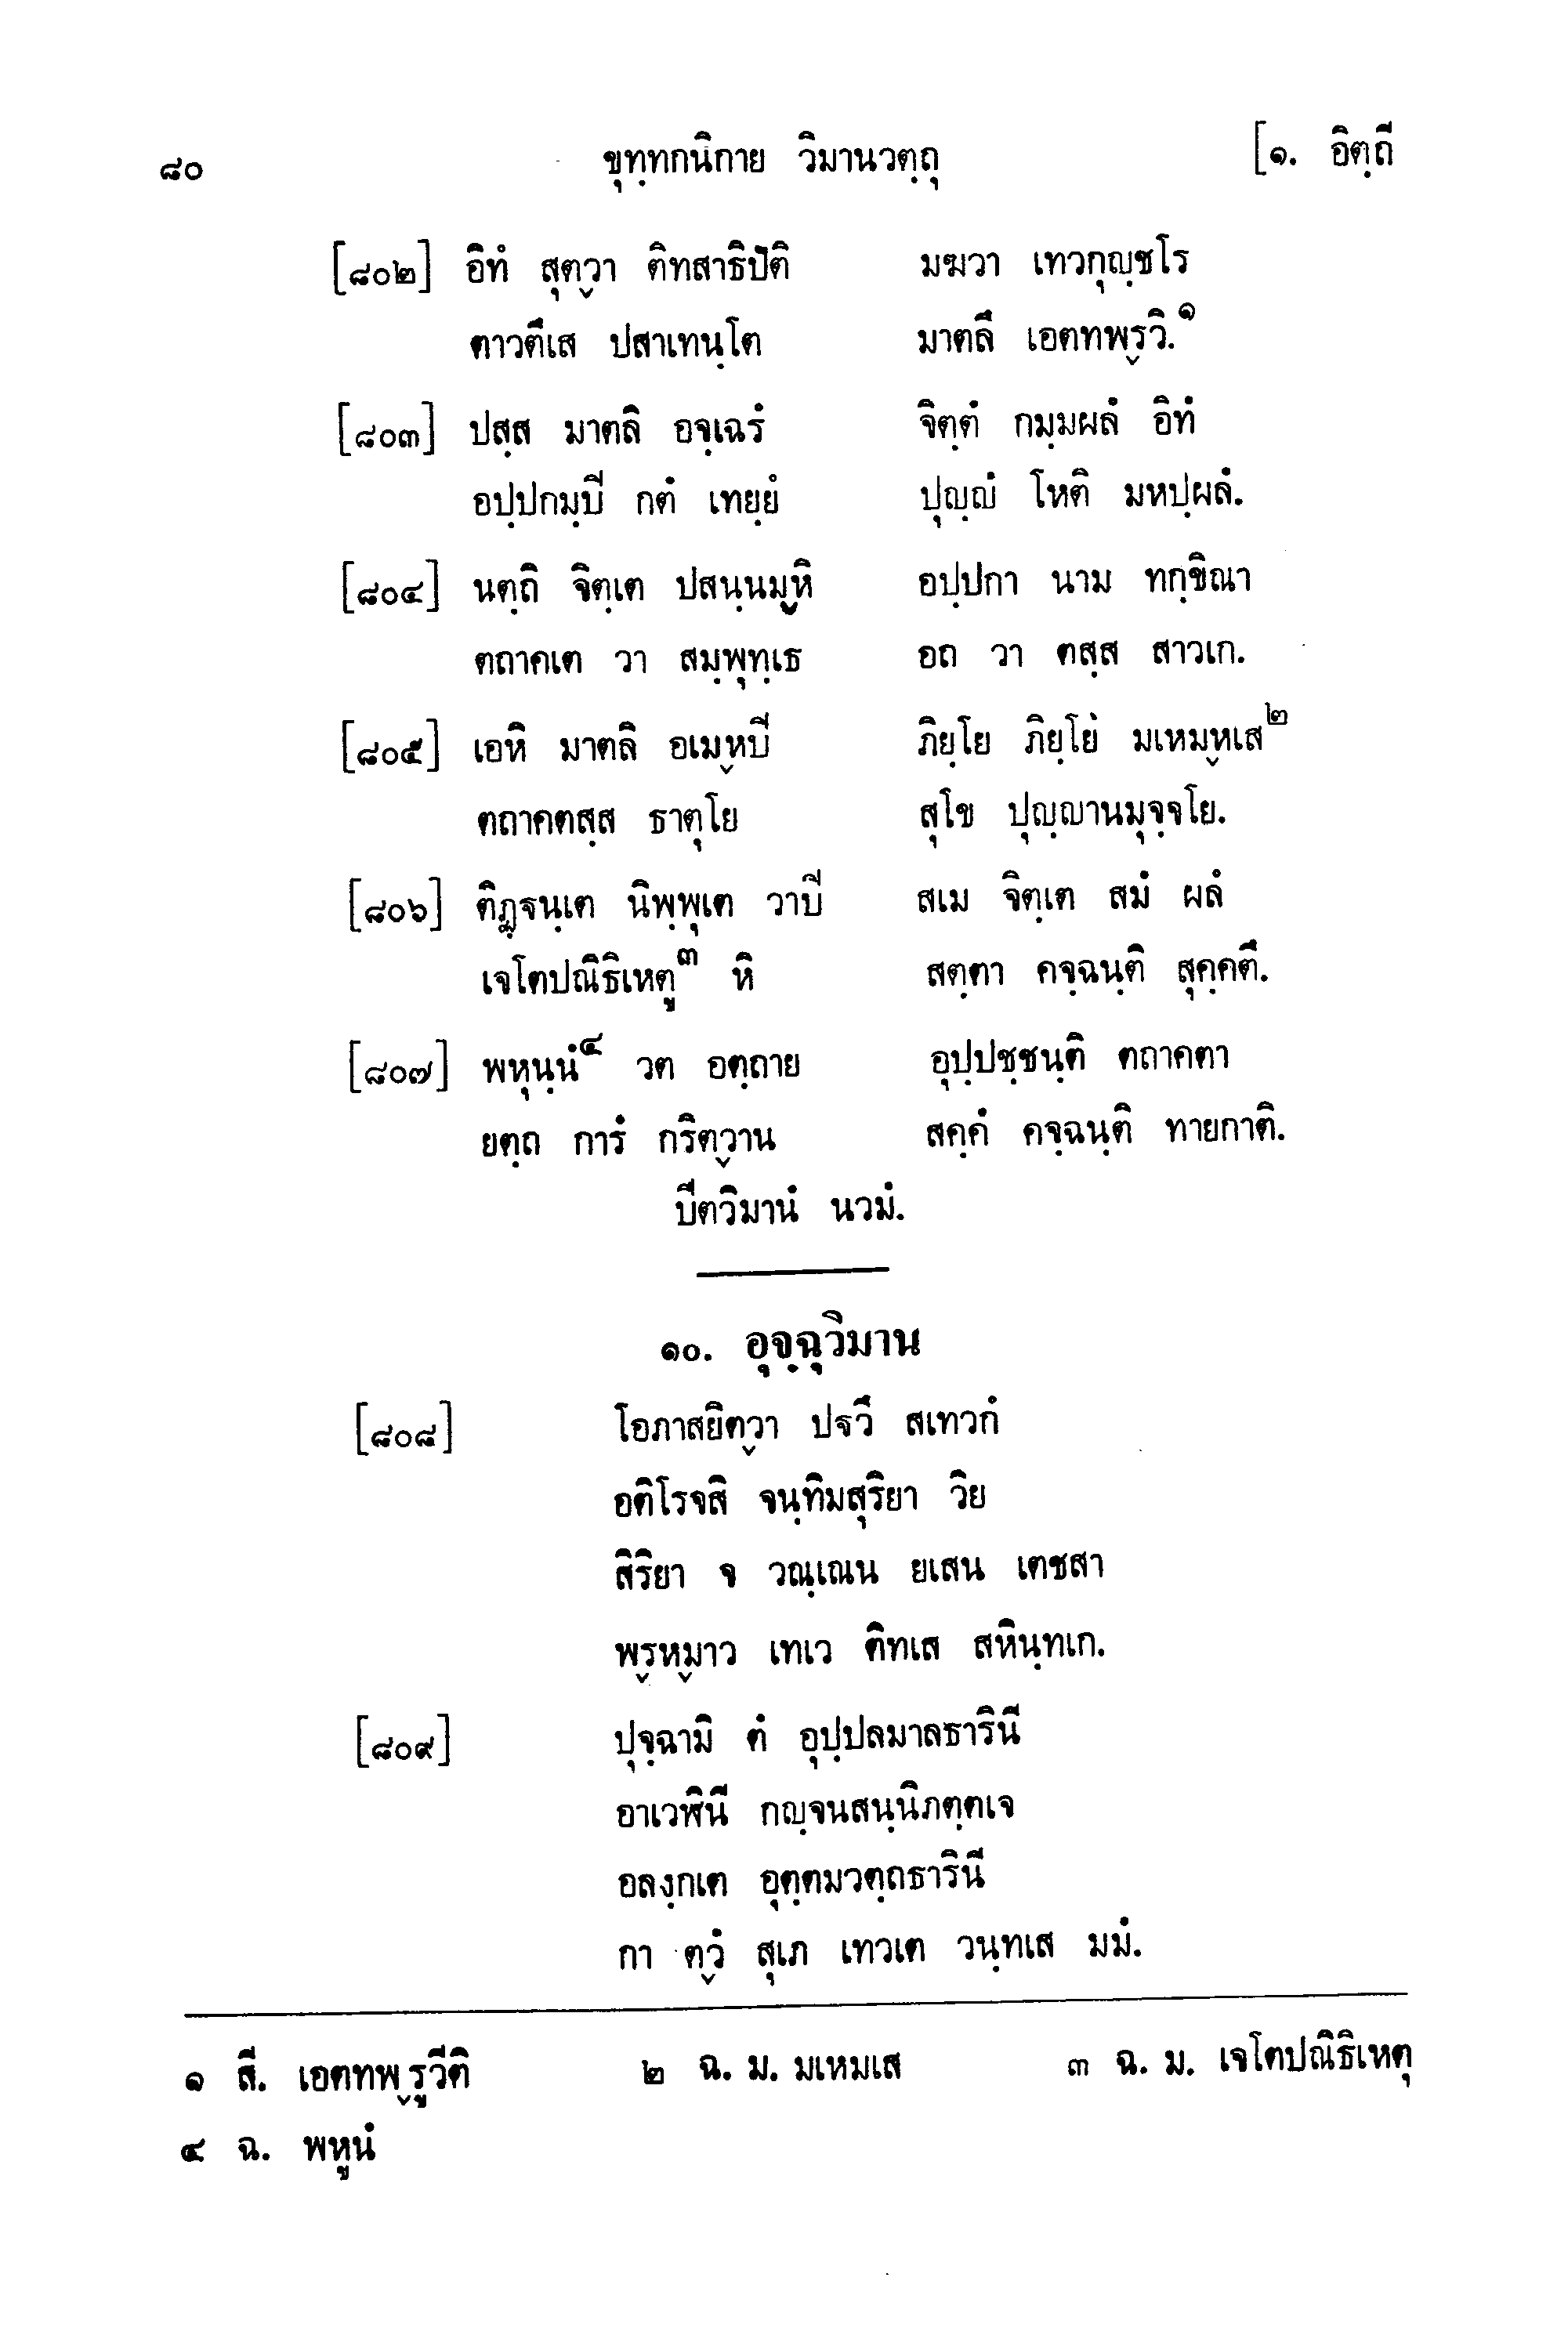 ๘๐ ขุทฺทกนิกาย วิมานวตฺถุ [๑. อิตฺถี
[๘๐๒] อิทํ สุตฺวา ติทสาธิปติ มฆวา เทวกุญฺชโร
ตาวตึเส ปสาเทนฺโต มาตลึ เอตทพฺรูวิ.๑
[๘๐๓] ปสฺส มาตลิ อจฺเฉรํ จิตฺตํ กมฺมผลํ อิทํ
อปฺปกมฺปิ กตํ เทยฺยํ ปุญฺญํ โหติ มหปฺผลํ.
[๘๐๔] นตฺถิ จิตฺเต ปสนฺนมฺหิ อปฺปกา นาม ทกฺขิณา
ตถาคเต วา สมฺพุทฺเธ อถ วา ตสฺส สาวเก.
[๘๐๕] เอหิ มาตลิ อเมฺหปิ ภิยฺโย ภิยฺโย มเหมฺหเส๒
ตถาคตสฺส ธาตุโย สุโข ปุญฺญานมุจฺจโย.
[๘๐๖] ติฏฺฐนฺเต นิพฺพุเต วาปิ สเม จิตฺเต สมํ ผลํ
เจโตปณิธิเหตู๓ หิ สตฺตา คจฺฉนฺติ สุคฺคตึ.
[๘๐๗] พหุนฺนํ๔ วต อตฺถาย อุปฺปชฺชนฺติ ตถาคตา
ยตฺถ การํ กริตฺวาน สคฺคํ คจฺฉนฺติ ทายกาติ.
ปีตวิมานํ นวมํ.
๑๐. อุจฺฉุวิมาน
[๘๐๘] โอภาสยิตฺวา ปฐวึ สเทวกํ
อติโรจสิ จนฺทิมสุริยา วิย
สิริยา จ วณฺเณน ยเสน เตชสา
พฺรหฺมาว เทเว ติทเส สหินฺทเก.
[๘๐๙] ปุจฺฉามิ ตํ อุปฺปลมาลธารินี
อาเวฬินี กญฺจนสนฺนิภตฺตเจ
อลงฺกเต อุตฺตมวตฺถธารินี
กา ตฺวํ สุเภ เทวเต วนฺทเส มมํ.
๑ สี. เอตทพฺรูวีติ ๒ ฉ. ม. มเหมเส ๓ ฉ. ม. เจโตปณิธิเหตุ
๔ ฉ. พหูนํ